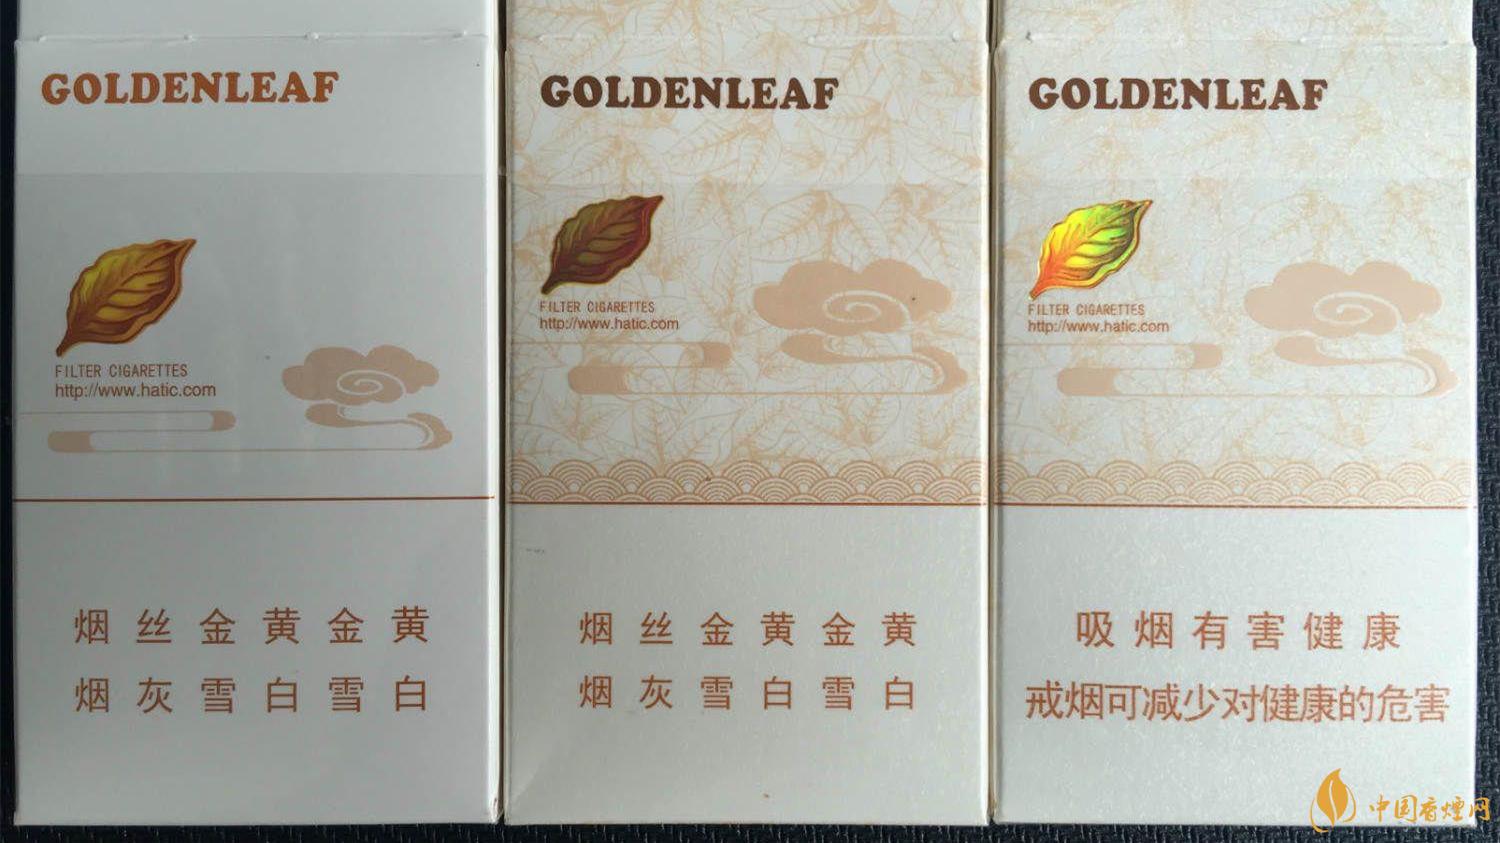 GOLDENLEAF
FILTER CIGARETTES
http://www.hatic.com
烟丝金黄金黄
烟灰雪白雪白
GOLDENLEAF
FILTER CIGARETTES
http://www.hatic.com
烟丝金黄金黄
烟灰雪白雪白
GOLDENLEAF
FILTER CIGARETTES
http://www.hatic.com
吸烟有害健康
戒烟可减少对健康的危害
中国香烟网